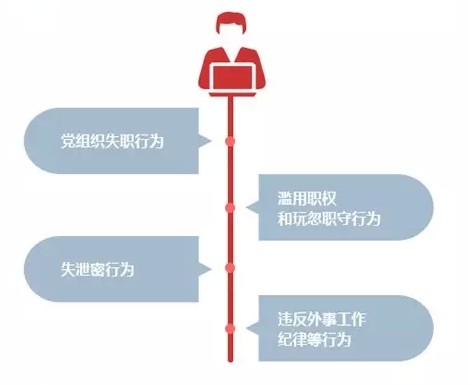 党组织失职行为
滥用职权
和玩忽职守行为
失泄密行为
违反外事工作
纪律等行为